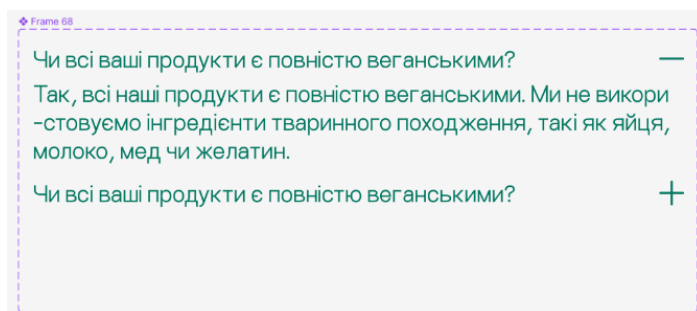 Frame 68
Чи всі ваші продукти є повністю веганськими?
Так, всі наші продукти є повністю веганськими. Ми не викори
-стовуємо інгредієнти тваринного походження, такі як яйця,
молоко, мед чи желатин.
Чи всі ваші продукти є повністю веганськими?